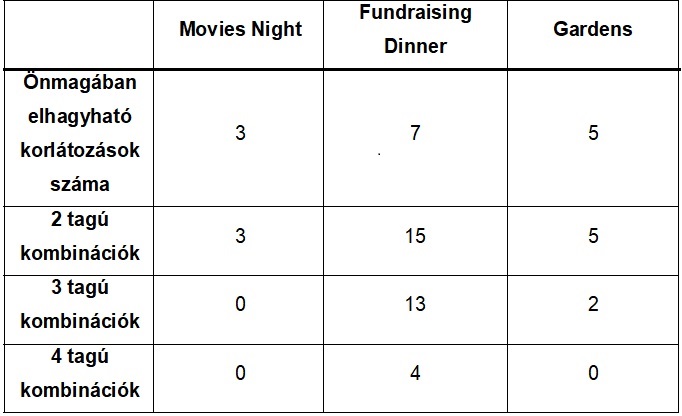 Movies Night
Fundraising
Dinner
Gardens
Önmagában
elhagyható
korlátozások
száma
3
7
5
2 tagú
kombinációk
3
15
5
3 tagú
kombinációk
0
13
2
4 tagú
kombinációk
0
4
0